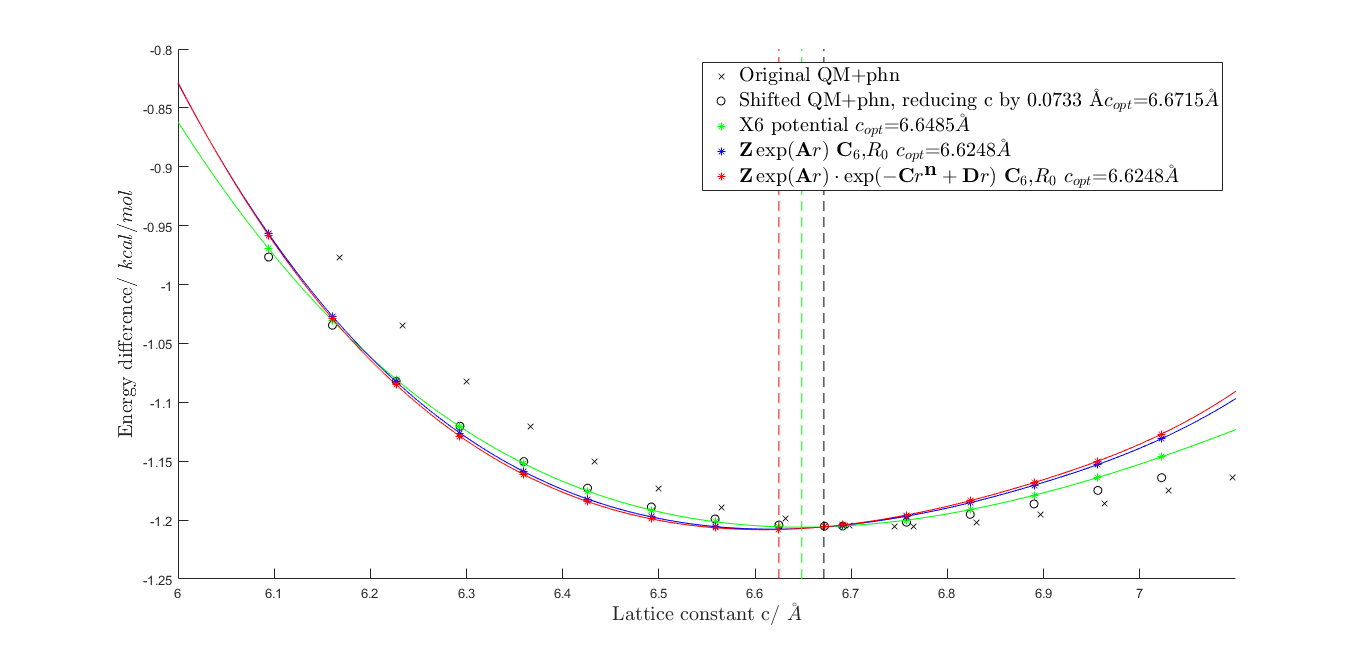 -0.8
-0.85
-0.9
-0.95
-1
-1.05
-1.1
-1.15
-1.2
-1.25
Energy difference/ kcal/mol
Original QM+phn
Shifted QM+phn, reducing c by 0.0733 Åc_opt=6.6715Å
X6 potential c_opt=6.6485Å
Z exp(Ar) C_6,R_0 c_opt=6.6248Å
Z exp(Ar) · exp(−Cr^n + Dr) C_6,R_0 c_opt=6.6248Å
6 6.1 6.2 6.3 6.4 6.5 6.6 6.7 6.8 6.9 7
Lattice constant c/ Å